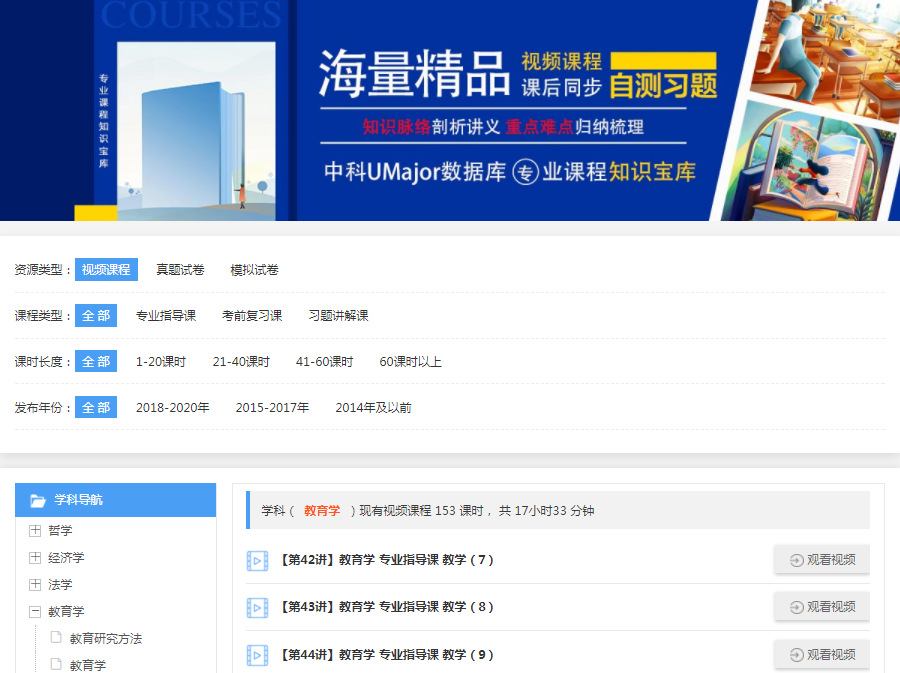 COURSES
专业课程知识宝库
海量精品 视频课程 课后同步 自测习题
知识脉络剖析讲义 重点难点归纳梳理
中科UMajor数据库 专业课程知识宝库
资源类型： 视频课程 真题试卷 模拟试卷
课程类型： 全 部 专业指导课 考前复习课 习题讲解课
课时长度： 全 部 1-20课时 21-40课时 41-60课时 60课时以上
发布年份： 全 部 2018-2020年 2015-2017年 2014年及以前
学科导航
哲学
经济学
法学
教育学
教育研究方法
教育学
学科（ 教育学 ）现有视频课程 153 课时， 共 17小时33 分钟
【第42讲】教育学 专业指导课 教学（7） 观看视频
【第43讲】教育学 专业指导课 教学（8） 观看视频
【第44讲】教育学 专业指导课 教学（9） 观看视频